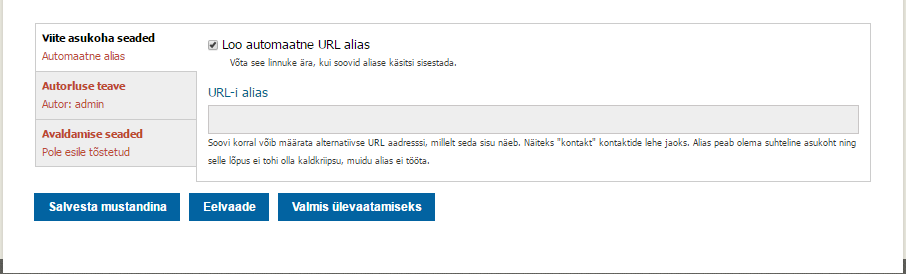 Viite asukoha seaded
Automaatne alias
Autorluse teave
Autor: admin
Avaldamise seaded
Pole esile tõstetud
Loo automaatne URL alias
Võta see linnuke ära, kui soovid aliase käsitsi sisestada.
URL-i alias
Soovi korral võib määrata alternatiivse URL aadresssi, millelt seda sisu näeb. Näiteks "kontakt" kontaktide lehe jaoks. Alias peab olema suhteline asukoht ning
selle lõpus ei tohi olla kaldkriipsu, muidu alias ei tööta.
Salvesta mustandina Eelvaade Valmis ülevaatamiseks